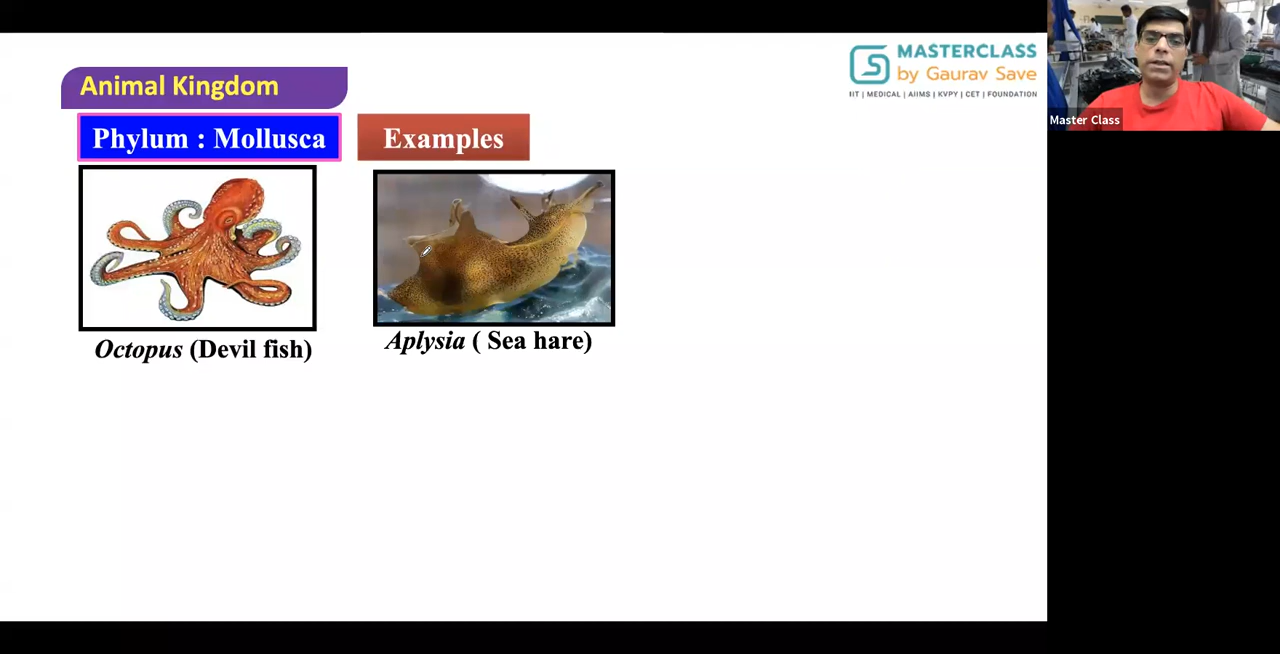 Animal Kingdom
MASTERCLASS
by Gaurav Save
IIT | MEDICAL | AIIMS | KVPY | CET | FOUNDATION
Master Class
Phylum : Mollusca
Examples
Octopus (Devil fish)
Aplysia ( Sea hare)